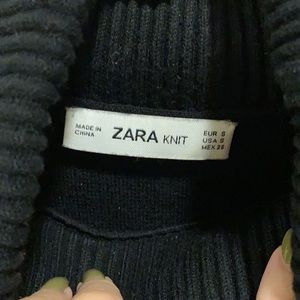 MADE IN
CHINA
ZARA KNIT
EUR S
USA S
MEX 26